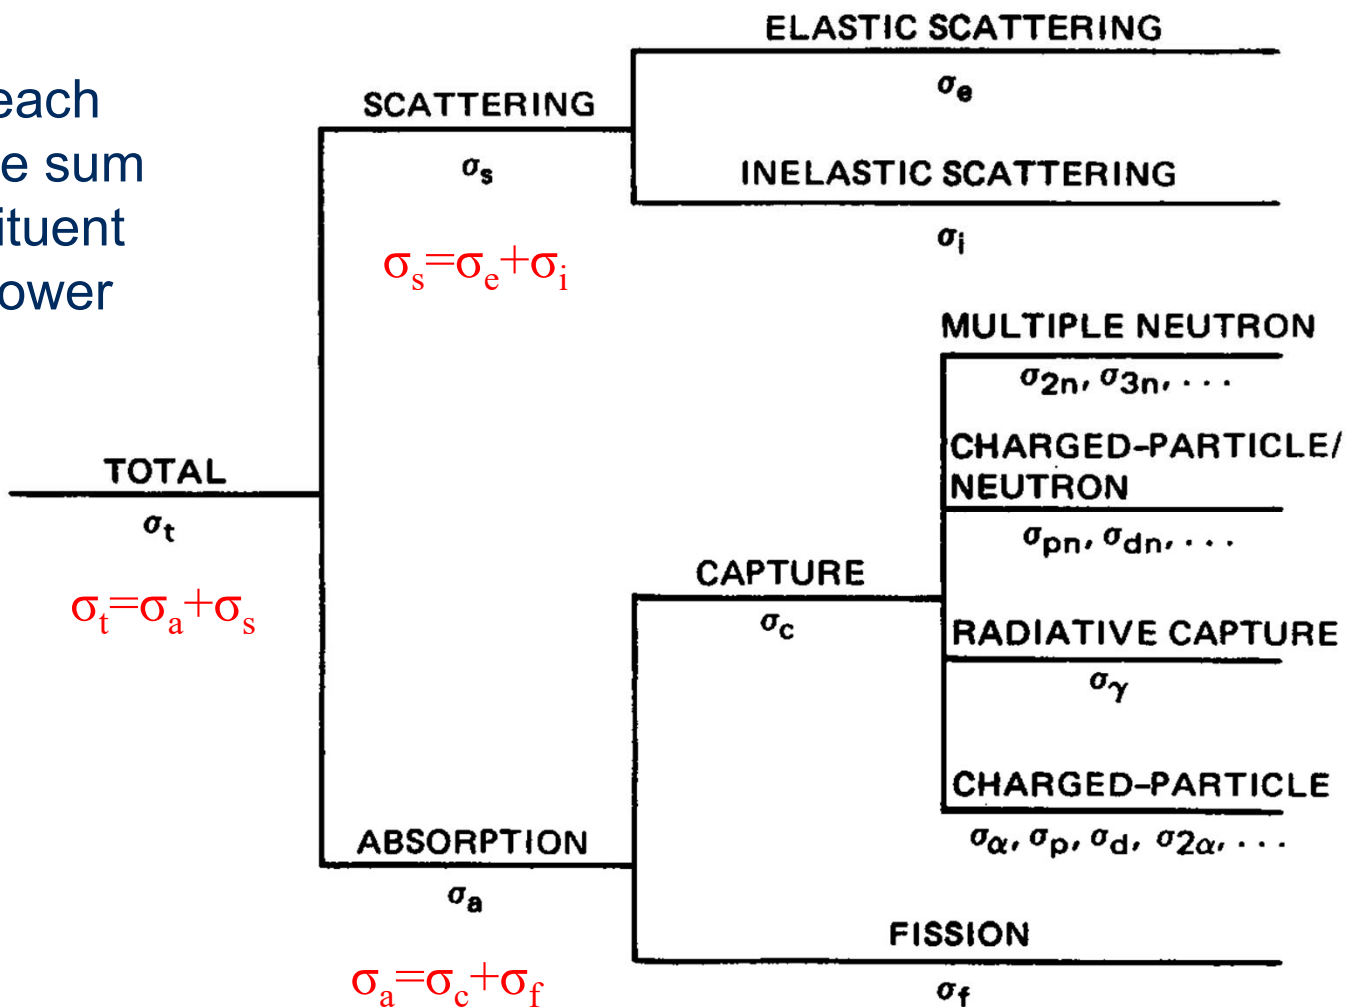 each
e sum
ituent
ower
ELASTIC SCATTERING
σe
SCATTERING
σs
INELASTIC SCATTERING
σi
σs=σe+σi
MULTIPLE NEUTRON
σ2n, σ3n, . . .
CHARGED-PARTICLE/
NEUTRON
σpn, σdn, . . .
TOTAL
σt
σt=σa+σs
CAPTURE
σc
RADIATIVE CAPTURE
σγ
CHARGED-PARTICLE
σα, σp, σd, σ2α, . . .
ABSORPTION
σa
σa=σc+σf
FISSION
σf